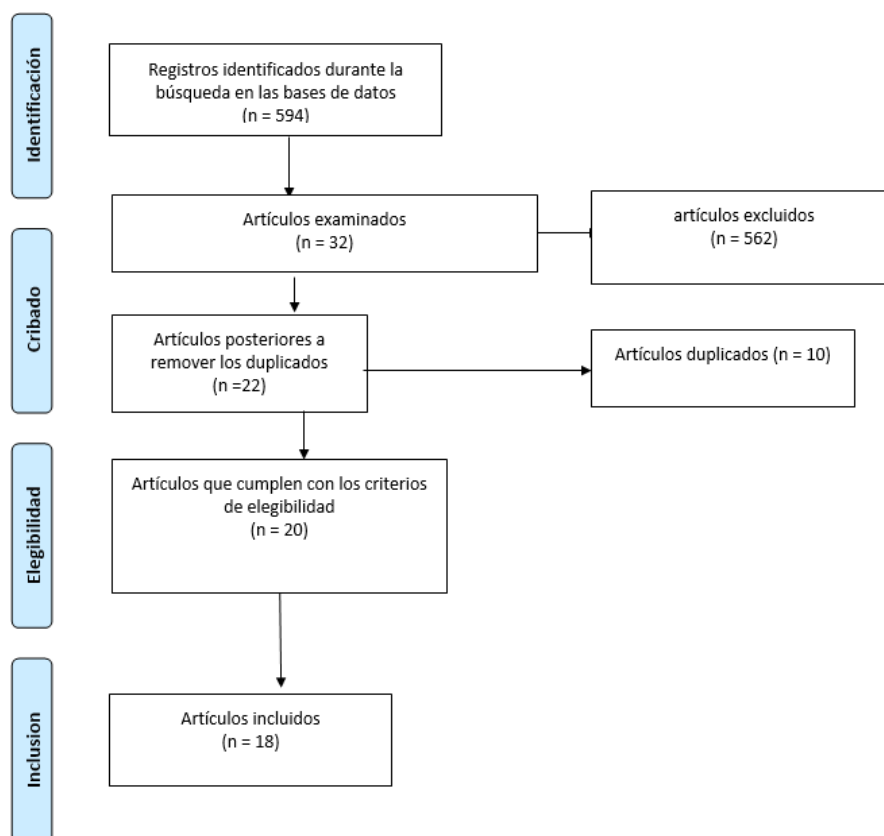 Identificación
Registros identificados durante la
búsqueda en las bases de datos
(n = 594)
Cribado
Artículos examinados
(n = 32)
artículos excluidos
(n = 562)
Artículos posteriores a
remover los duplicados
(n =22)
Artículos duplicados (n = 10)
Elegibilidad
Artículos que cumplen con los criterios
de elegibilidad
(n = 20)
Inclusion
Artículos incluidos
(n = 18)